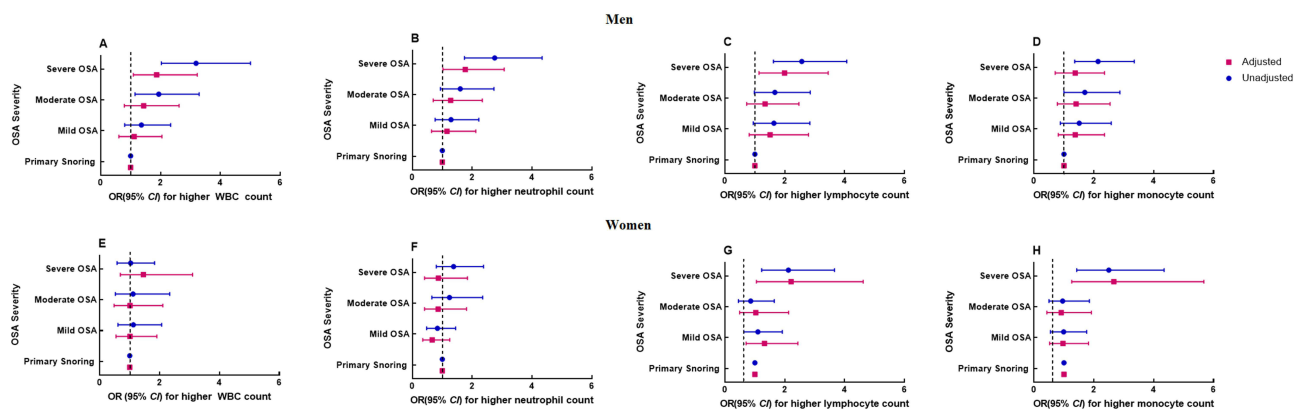 Men
A
Severe OSA
Moderate OSA
Mild OSA
Primary Snoring
OSA Severity
0 2 4 6
OR(95% CI) for higher WBC count
B
Severe OSA
Moderate OSA
Mild OSA
Primary Snoring
OSA Severity
0 2 4 6
OR(95% CI) for higher neutrophil count
C
Severe OSA
Moderate OSA
Mild OSA
Primary Snoring
OSA Severity
0 2 4 6
OR(95% CI) for higher lymphocyte count
D
Severe OSA
Moderate OSA
Mild OSA
Primary Snoring
OSA Severity
0 2 4 6
OR(95% CI) for higher monocyte count
Adjusted
Unadjusted
Women
E
Severe OSA
Moderate OSA
Mild OSA
Primary Snoring
OSA Severity
0 2 4 6
OR (95% CI) for higher WBC count
F
Severe OSA
Moderate OSA
Mild OSA
Primary Snoring
OSA Severity
0 2 4 6
OR(95% CI) for higher neutrophil count
G
Severe OSA
Moderate OSA
Mild OSA
Primary Snoring
OSA Severity
0 2 4 6
OR(95% CI) for higher lymphocyte count
H
Severe OSA
Moderate OSA
Mild OSA
Primary Snoring
OSA Severity
0 2 4 6
OR(95% CI) for higher monocyte count